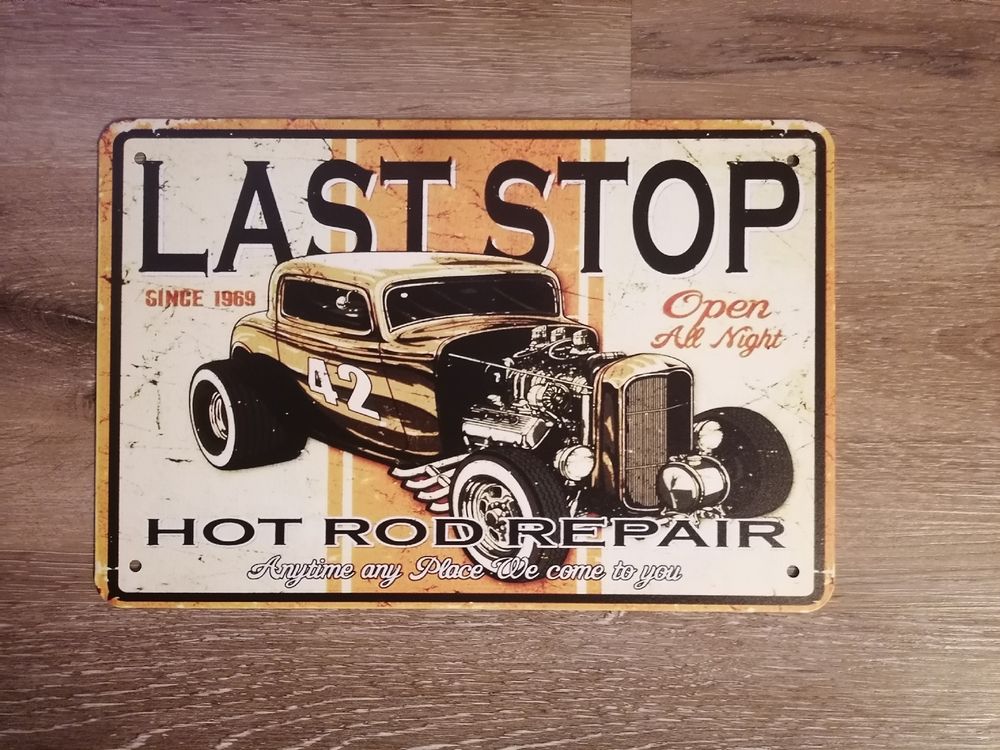 LAST STOP
SINCE 1969
Open
All Night
42
HOT ROD REPAIR
Anytime any Place We come to you